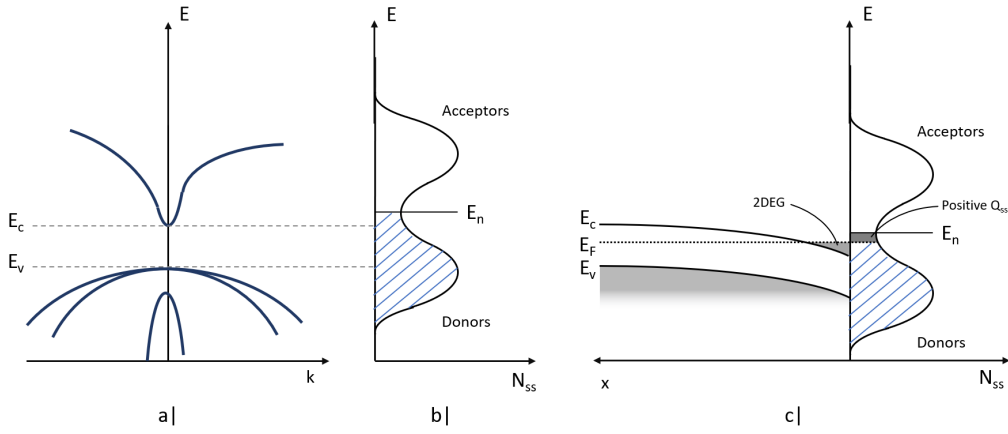 E
E
E
Acceptors
Acceptors
2DEG
Positive Q_ss
E_n
E_c
E_c
E_n
E_F
E_v
E_v
Donors
Donors
k
N_ss
x
N_ss
a|
b|
c|